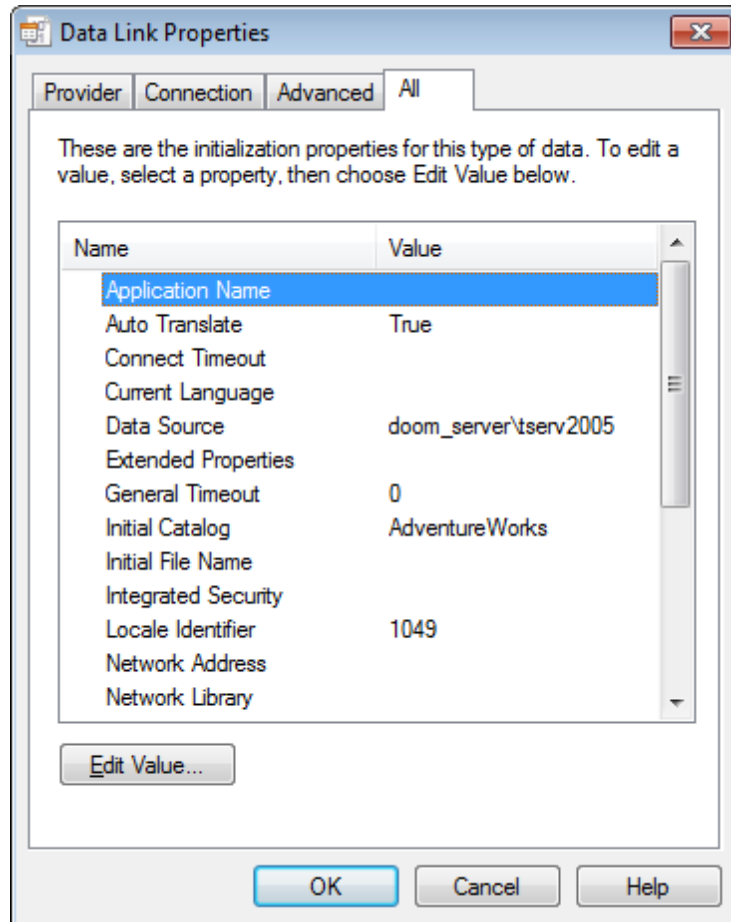 Data Link Properties
Provider Connection Advanced All
These are the initialization properties for this type of data. To edit a
value, select a property, then choose Edit Value below.
Name Value
Application Name
Auto Translate True
Connect Timeout
Current Language
Data Source doom_server\tserv2005
Extended Properties
General Timeout 0
Initial Catalog AdventureWorks
Initial File Name
Integrated Security
Locale Identifier 1049
Network Address
Network Library
Edit Value...
OK Cancel Help